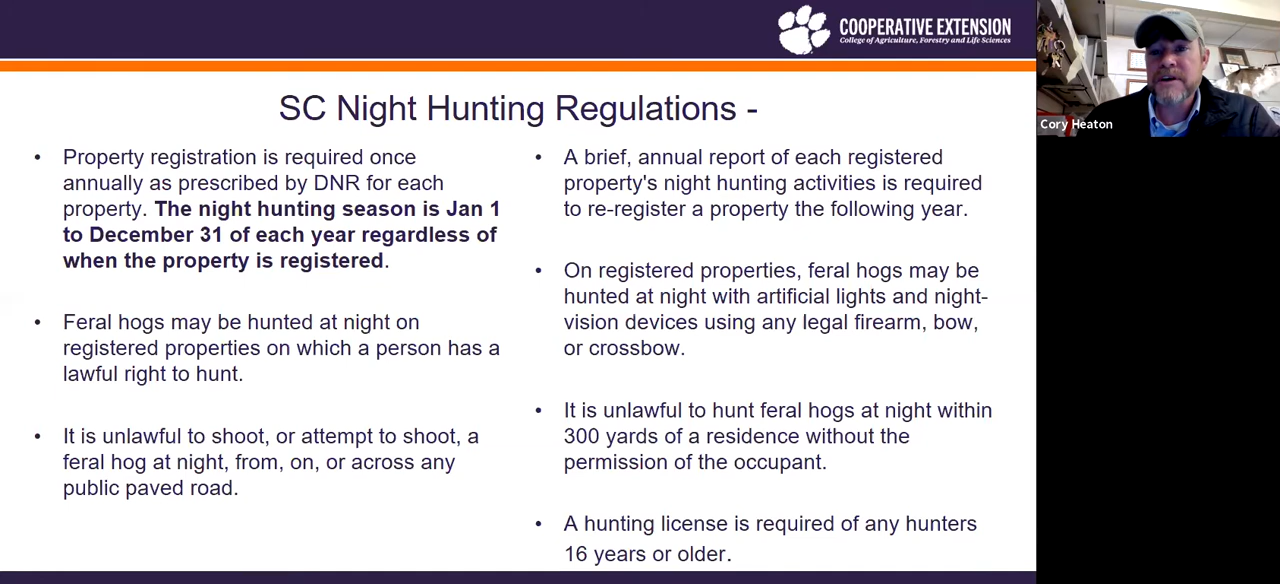 COOPERATIVE EXTENSION
College of Agriculture, Forestry and Life Sciences
SC Night Hunting Regulations -
• Property registration is required once
annually as prescribed by DNR for each
property. The night hunting season is Jan 1
to December 31 of each year regardless of
when the property is registered.
• Feral hogs may be hunted at night on
registered properties on which a person has a
lawful right to hunt.
• It is unlawful to shoot, or attempt to shoot, a
feral hog at night, from, on, or across any
public paved road.
• A brief, annual report of each registered
property's night hunting activities is required
to re-register a property the following year.
• On registered properties, feral hogs may be
hunted at night with artificial lights and night-
vision devices using any legal firearm, bow,
or crossbow.
• It is unlawful to hunt feral hogs at night within
300 yards of a residence without the
permission of the occupant.
• A hunting license is required of any hunters
16 years or older.
Cory Heaton